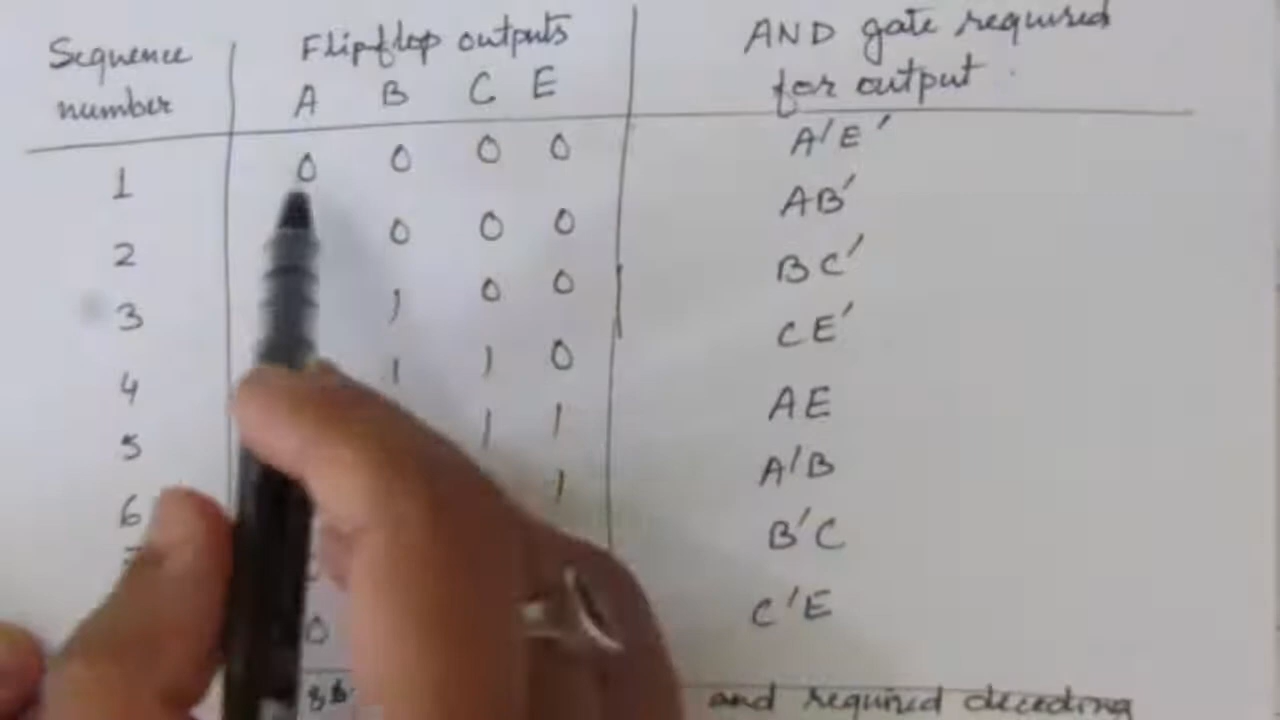 Sequence number Flipflop outputs AND gate required for output
A B C E
1 0 0 0 0 A'E'
2 0 0 0 AB'
3 1 0 0 BC'
4 1 1 0 CE'
5 1 1 AE
6 1 A'B
7 B'C
0 C'E
and required decoding